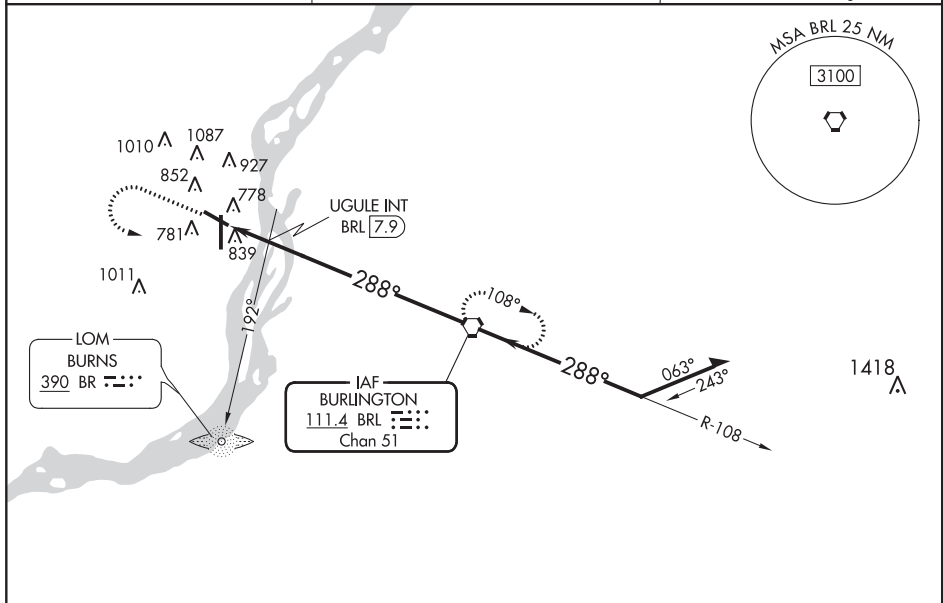 MSA BRL 25 NM
3100
1010
1087
927
852
778
UGULE INT
BRL 7.9
781
839
1011
288°
108°
192°
LOM
BURNS
390 BR
IAF
BURLINGTON
111.4 BRL
Chan 51
288°
063°
243°
1418
R-108